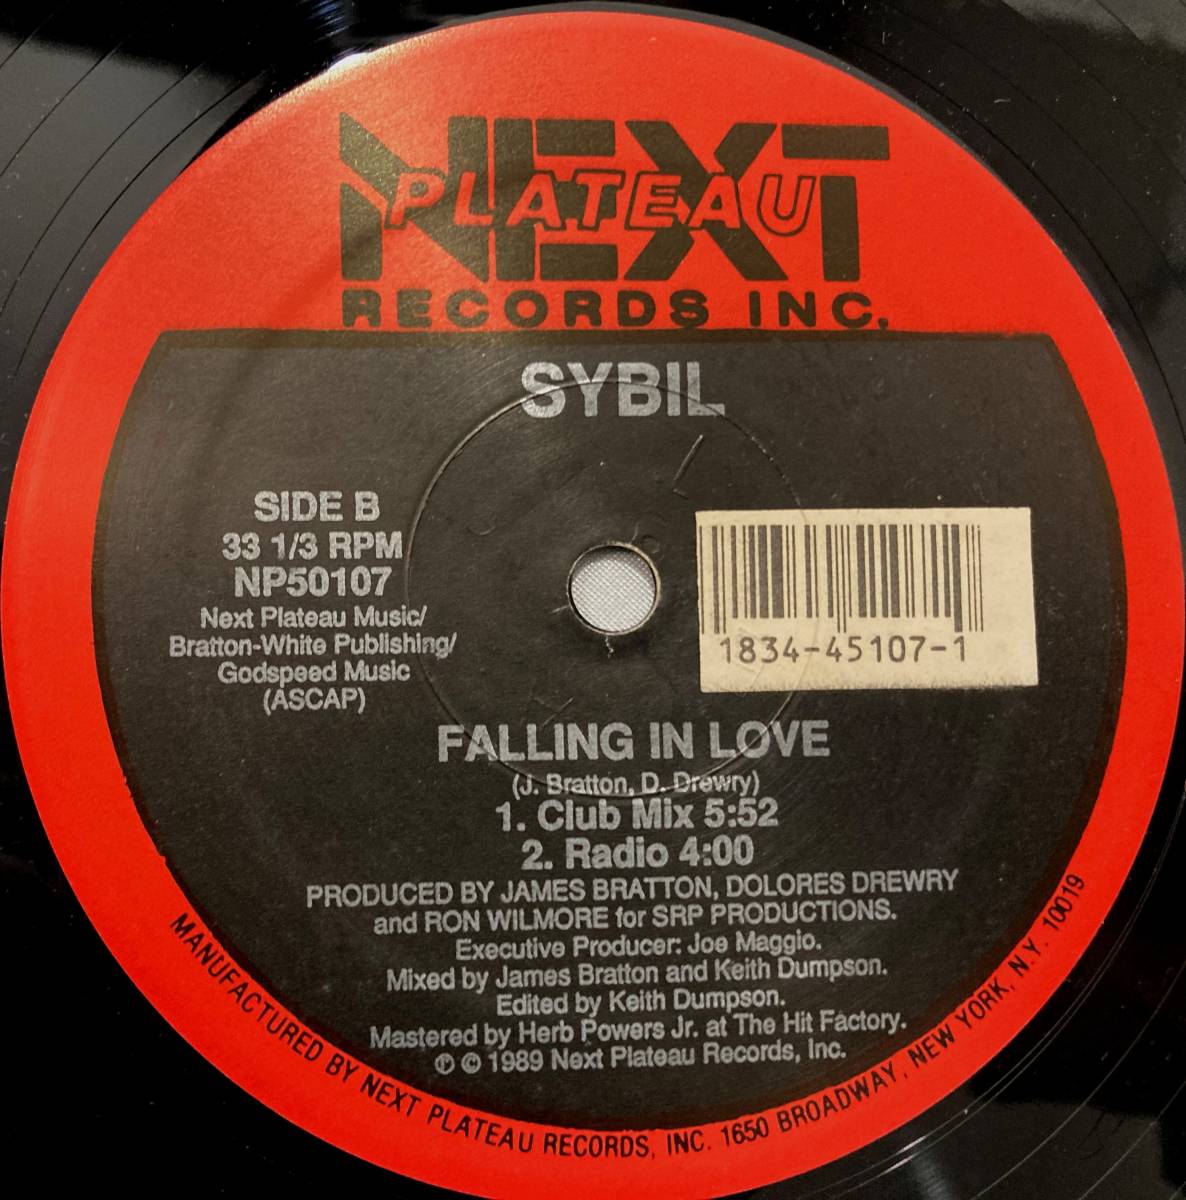 NEXT
PLATEAU
RECORDS INC.
SYBIL
SIDE B
33 1/3 RPM
NP50107
Next Plateau Music/
Bratton-White Publishing/
Godspeed Music
(ASCAP)
1834-45107-1
FALLING IN LOVE
(J. Bratton, D. Drewry)
1. Club Mix 5:52
2. Radio 4:00
PRODUCED BY JAMES BRATTON, DOLORES DREWRY
and RON WILMORE for SRP PRODUCTIONS.
Executive Producer: Joe Maggio.
Mixed by James Bratton and Keith Dumpson.
Edited by Keith Dumpson.
Mastered by Herb Powers Jr. at The Hit Factory.
℗ © 1989 Next Plateau Records, Inc.
MANUFACTURED BY NEXT PLATEAU RECORDS, INC. 1650 BROADWAY, NEW YORK, N.Y. 10019